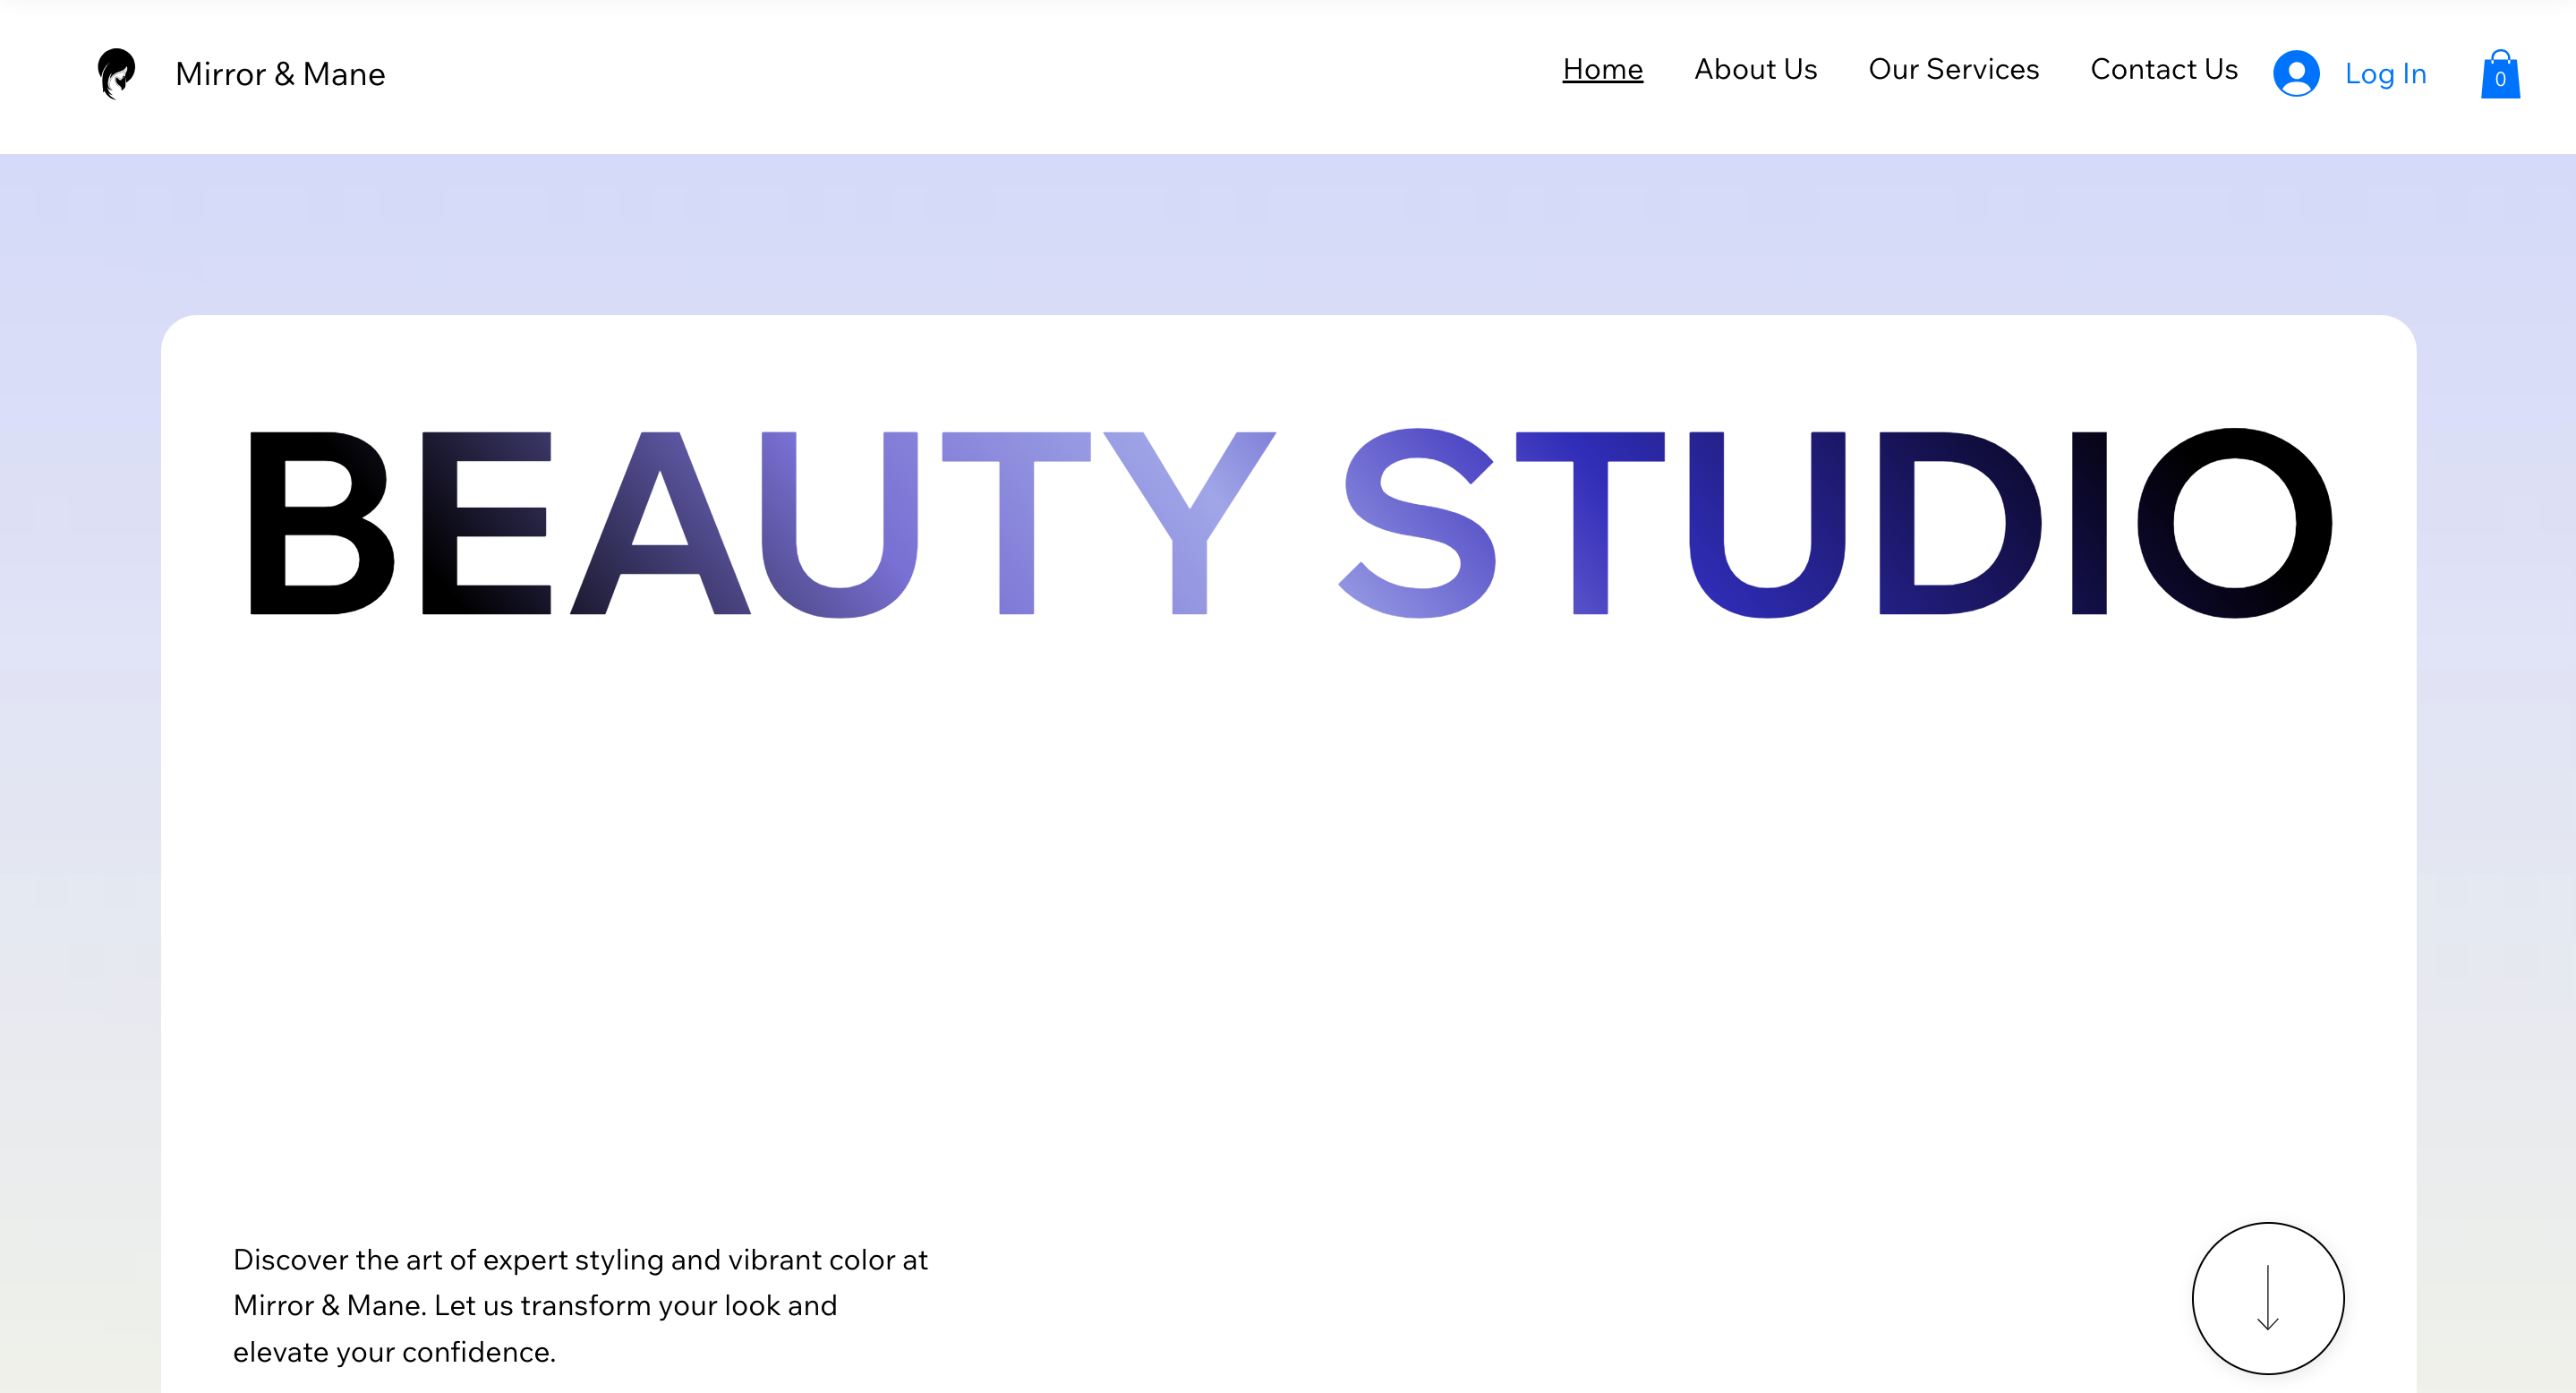 Mirror & Mane
Home
About Us
Our Services
Contact Us
Log In
0
BEAUTY STUDIO
Discover the art of expert styling and vibrant color at
Mirror & Mane. Let us transform your look and
elevate your confidence.